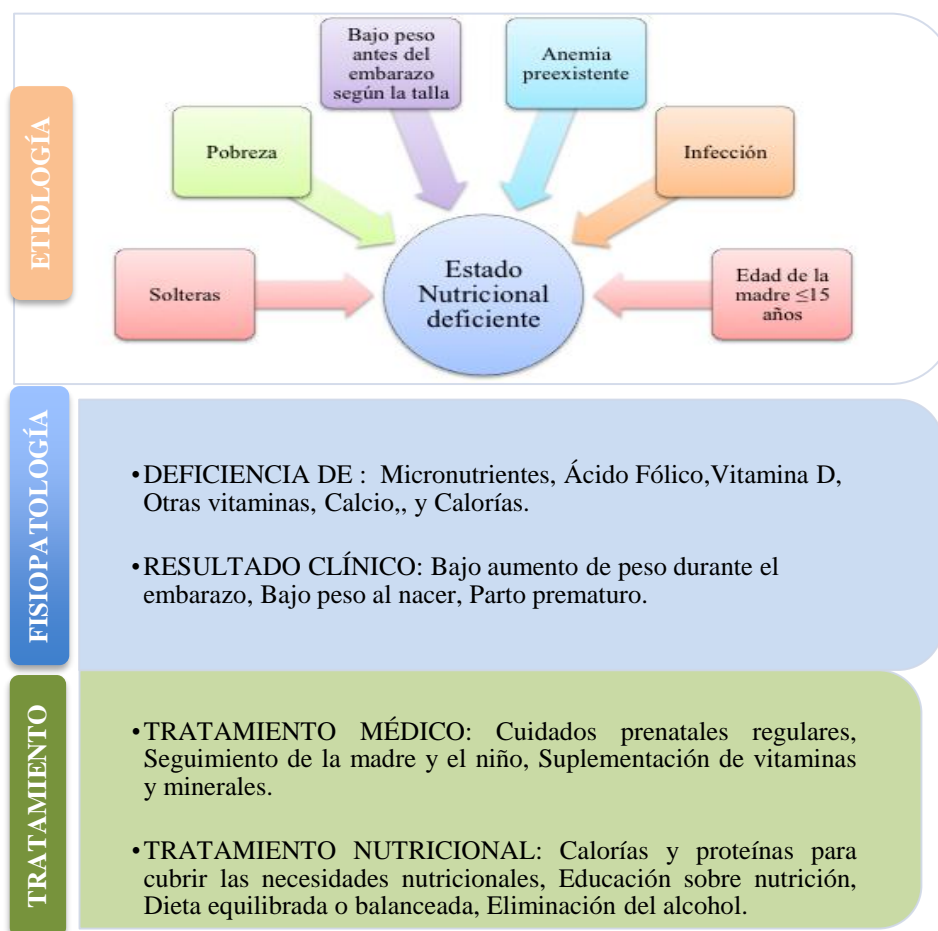 ETIOLOGÍA
Bajo peso
antes del
embarazo
según la talla
Anemia
preexistente
Pobreza
Infección
Solteras
Estado
Nutricional
deficiente
Edad de la
madre ≤15
años
FISIOPATOLOGÍA
•DEFICIENCIA DE : Micronutrientes, Ácido Fólico,Vitamina D,
Otras vitaminas, Calcio,, y Calorías.
•RESULTADO CLÍNICO: Bajo aumento de peso durante el
embarazo, Bajo peso al nacer, Parto prematuro.
TRATAMIENTO
•TRATAMIENTO MÉDICO: Cuidados prenatales regulares,
Seguimiento de la madre y el niño, Suplementación de vitaminas
y minerales.
•TRATAMIENTO NUTRICIONAL: Calorías y proteínas para
cubrir las necesidades nutricionales, Educación sobre nutrición,
Dieta equilibrada o balanceada, Eliminación del alcohol.